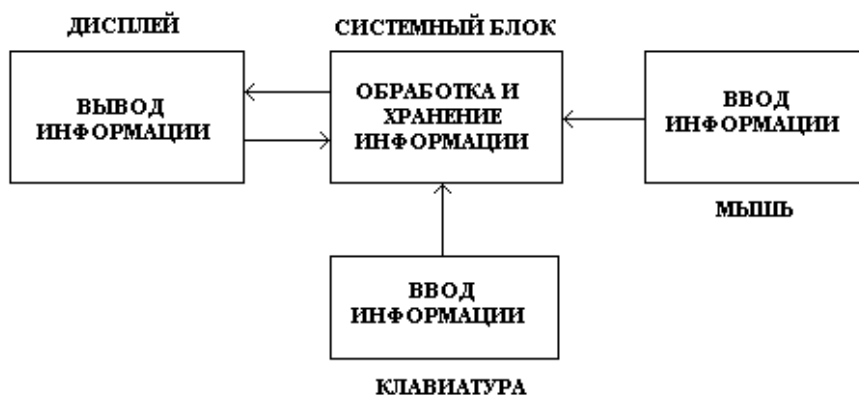 ДИСПЛЕЙ
СИСТЕМНЫЙ БЛОК
ВЫВОД
ИНФОРМАЦИИ
ОБРАБОТКА И
ХРАНЕНИЕ
ИНФОРМАЦИИ
ВВОД
ИНФОРМАЦИИ
МЫШЬ
ВВОД
ИНФОРМАЦИИ
КЛАВИАТУРА